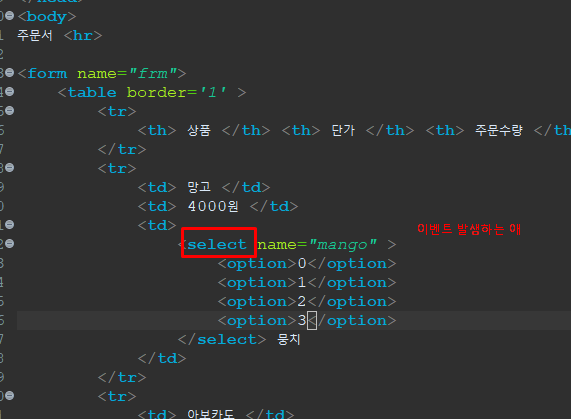 <body>
주문서 <hr>
<form name="frm">
<table border='1' >
<tr>
<th> 상품 </th> <th> 단가 </th> <th> 주문수량 </th
</tr>
<tr>
<td> 망고 </td>
<td> 4000원 </td>
<td>
이벤트 발생하는 애
<select name="mango" >
<option>0</option>
<option>1</option>
<option>2</option>
<option>3</option>
</select> 뭉치
</td>
</tr>
<tr>
<td> 아보카도 </td>